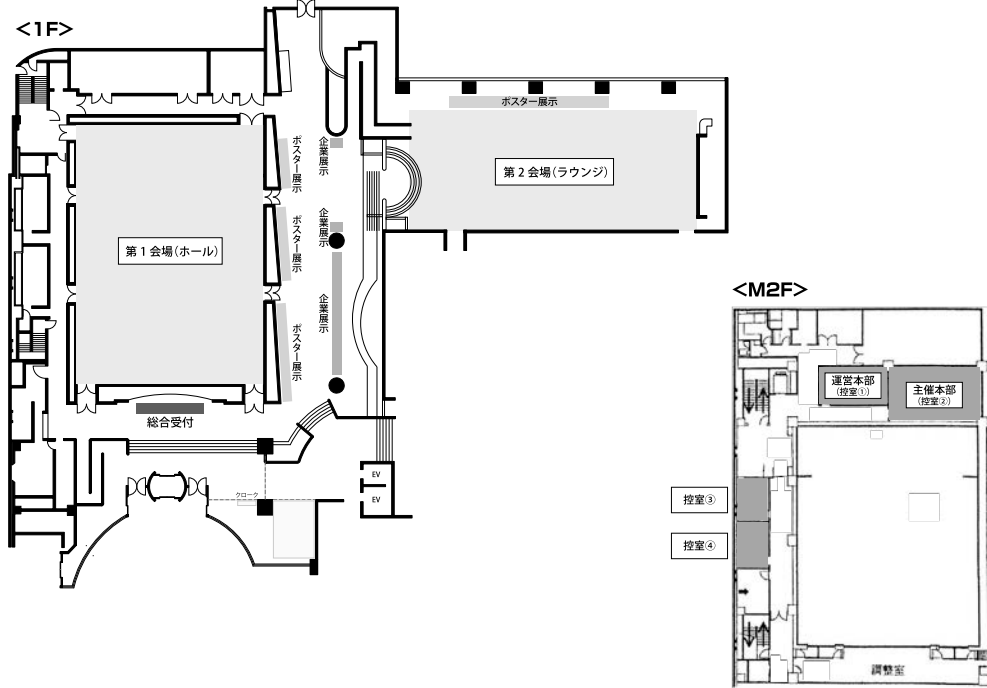 <1F>
ポスター展示
第2会場(ラウンジ)
ポスター展示
企業展示
企業展示
ポスター展示
第1会場(ホール)
企業展示
ポスター展示
総合受付
EV
EV
クローク
<M2F>
運営本部
(控室①)
主催本部
(控室②)
控室③
控室④
調整室